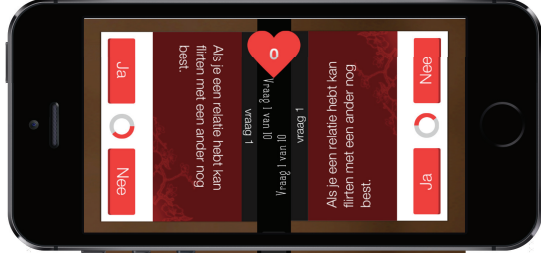 Ja
Nee
Als je een relatie hebt kan
flirten met een ander nog
best.
vraag 1
Vraag 1 van 10
0
Vraag 1 van 10
vraag 1
Als je een relatie hebt kan
flirten met een ander nog
best.
Nee
Ja